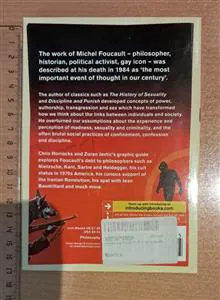 The work of Michel Foucault – philosopher,
historian, political activist, gay icon – was
described at his death in 1984 as 'the most
important event of thought in our century'.
The author of classics such as The History of Sexuality
and Discipline and Punish developed concepts of power,
authorship, transgression and sex which have transformed
how we think about the links between individuals and society.
He overturned our assumptions about the experience and
perception of madness, sexuality and criminality, and the
often brutal social practices of confinement, confession
and discipline.
Chris Horrocks and Zoran Jevtic's graphic guide
explores Foucault's debt to philosophers such as
Nietzsche, Kant, Sartre and Heidegger, his cult
status in 1970s America, his curious support
of the Iranian Revolution, his spat with Jean
Baudrillard and much more.
introducingbooks.com
Philosophy